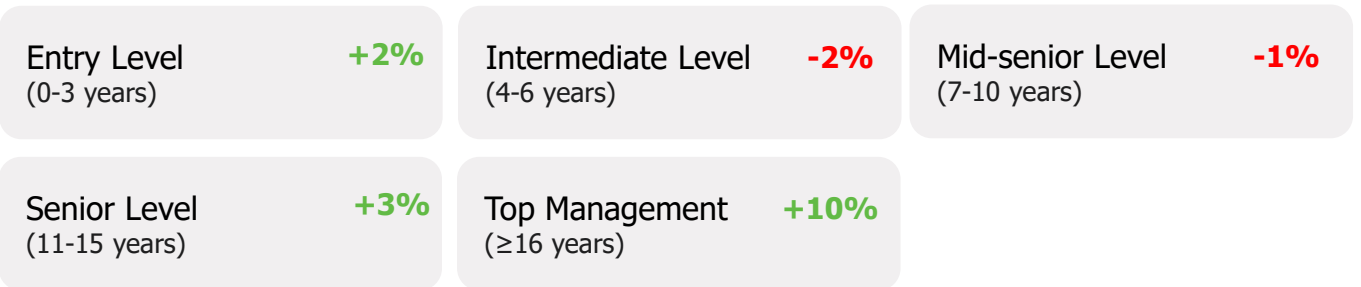 Entry Level +2%
(0-3 years)
Intermediate Level -2%
(4-6 years)
Mid-senior Level -1%
(7-10 years)
Senior Level +3%
(11-15 years)
Top Management +10%
(≥16 years)